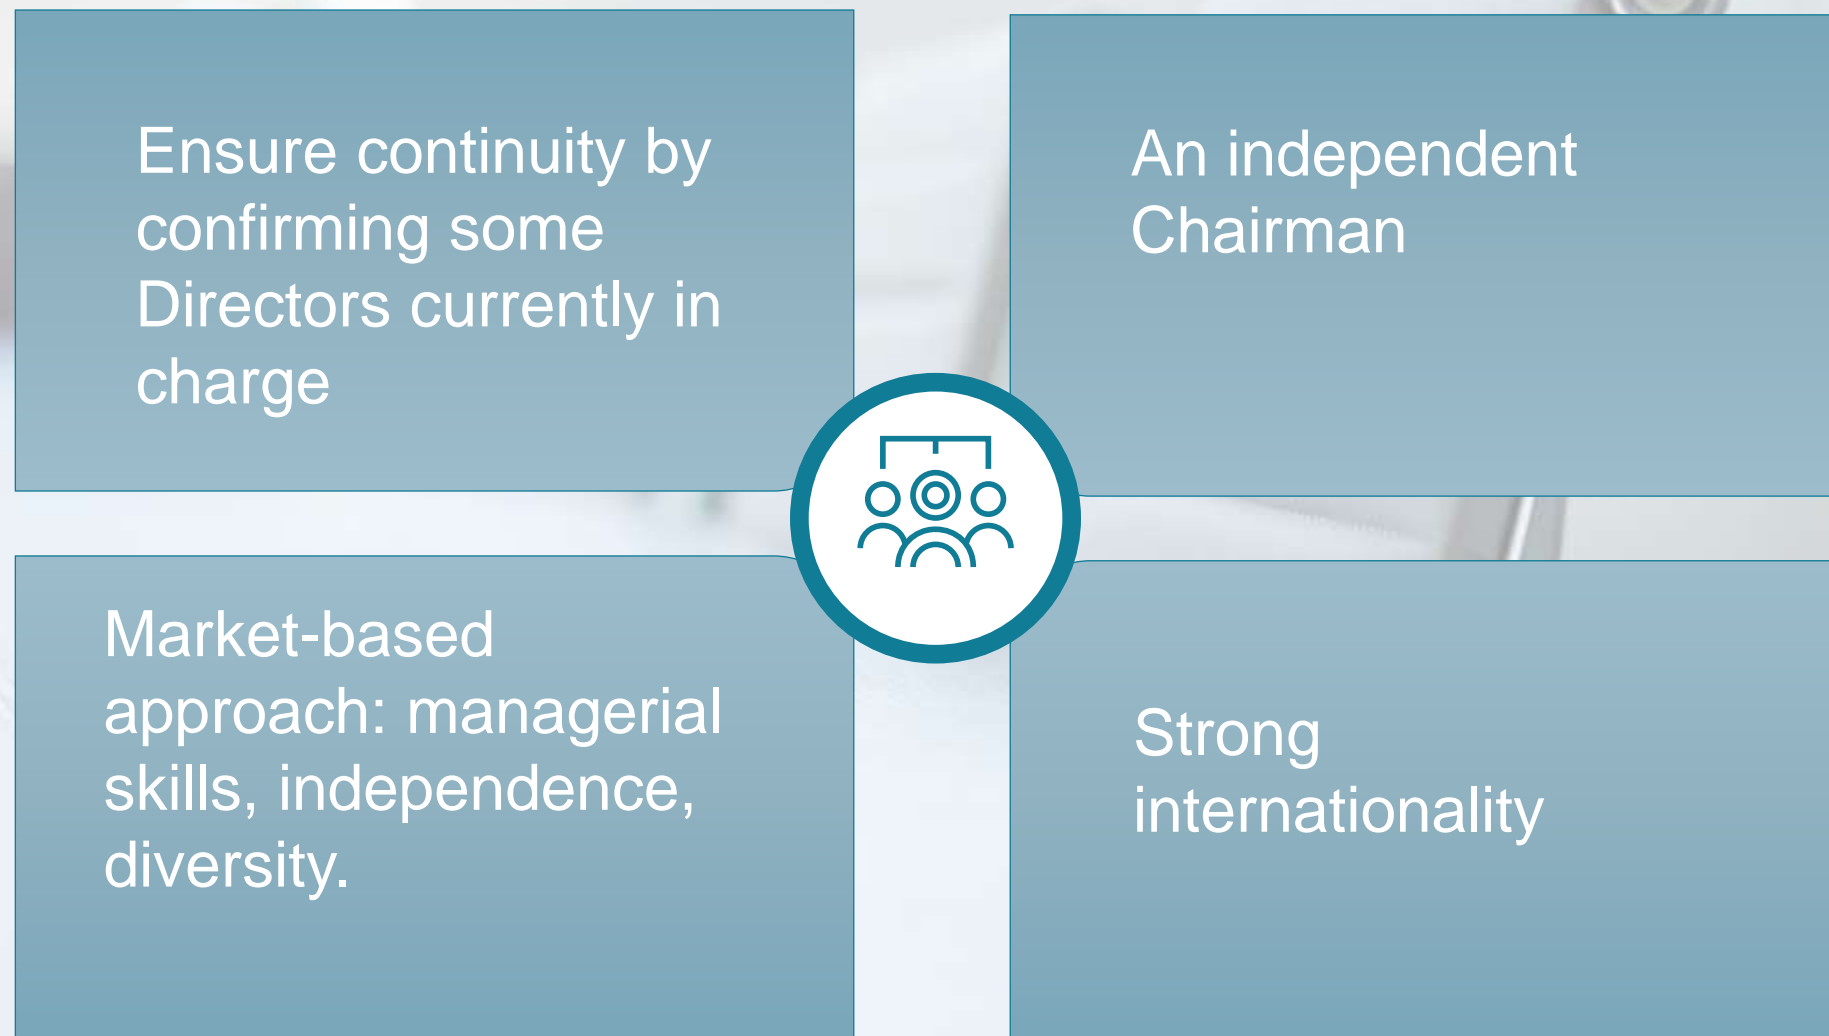 Ensure continuity by
confirming some
Directors currently in
charge
An independent
Chairman
Market-based
approach: managerial
skills, independence,
diversity.
Strong
internationality